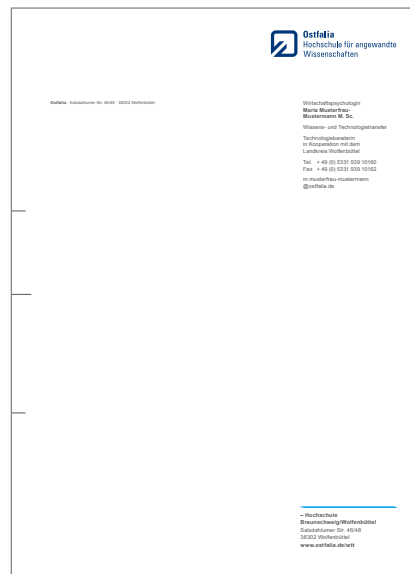 Ostfalia
Hochschule für angewandte
Wissenschaften
Ostfalia Salzdahlumer Str. 46/48 38302 Wolfenbüttel
Wirtschaftspsychologin
Maria Musterfrau-
Mustermann M. Sc.
Wissens- und Technologietransfer
Technologieberaterin
in Kooperation mit dem
Landkreis Wolfenbüttel
Tel. + 49 (0) 5331 939 10160
Fax + 49 (0) 5331 939 10162
m.musterfrau-mustermann
@ostfalia.de
– Hochschule
Braunschweig/Wolfenbüttel
Salzdahlumer Str. 46/48
38302 Wolfenbüttel
www.ostfalia.de/wtt